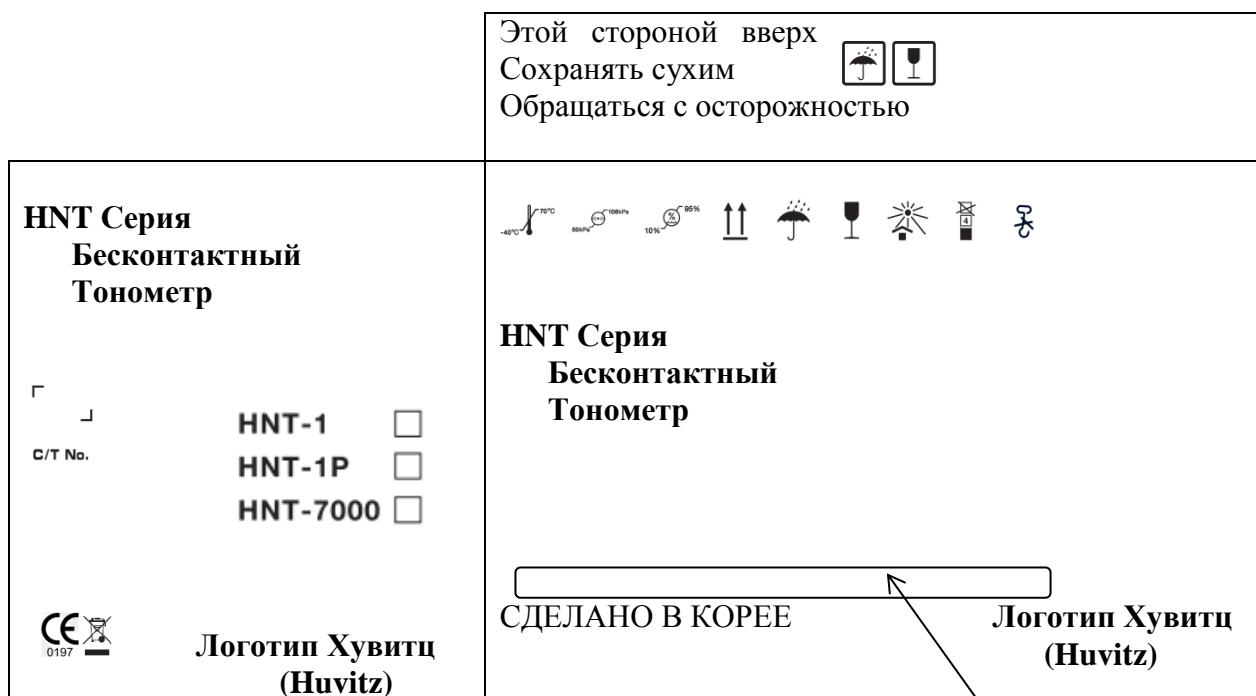 Этой стороной вверх
Сохранять сухим
Обращаться с осторожностью
HNT Серия
Бесконтактный
Тонометр
C/T No.
HNT-1
HNT-1P
HNT-7000
0197
Логотип Хувитц
(Huvitz)
-40°C 70°C
50kPa 106kPa
10% % 95%
4
HNT Серия
Бесконтактный
Тонометр
СДЕЛАНО В КОРЕЕ
Логотип Хувитц
(Huvitz)